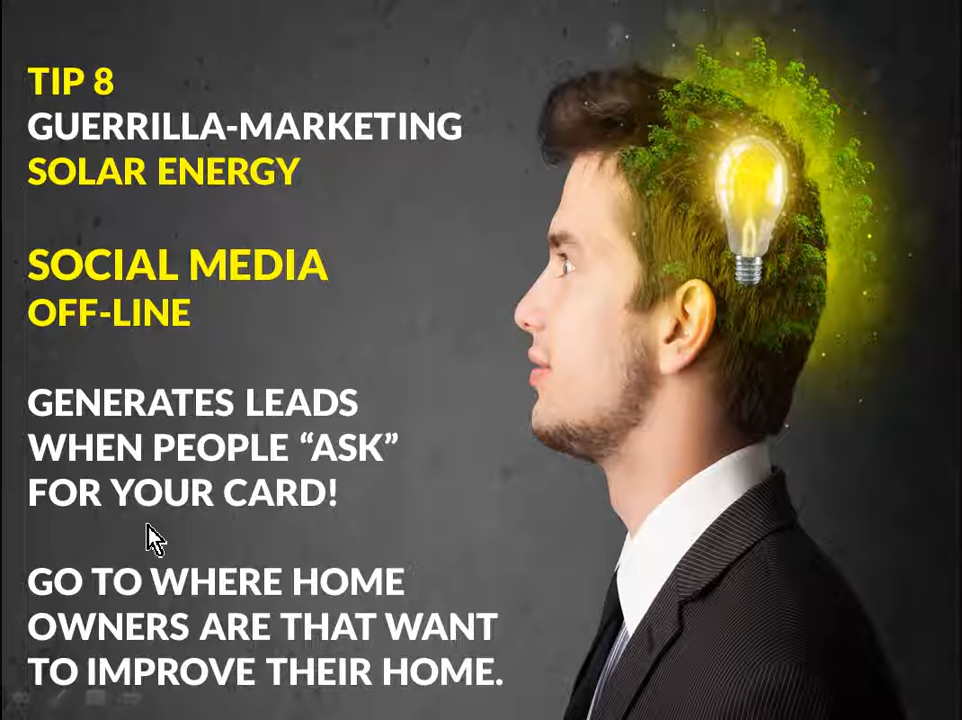 TIP 8
GUERRILLA-MARKETING
SOLAR ENERGY
SOCIAL MEDIA
OFF-LINE
GENERATES LEADS
WHEN PEOPLE “ASK”
FOR YOUR CARD!
GO TO WHERE HOME
OWNERS ARE THAT WANT
TO IMPROVE THEIR HOME.